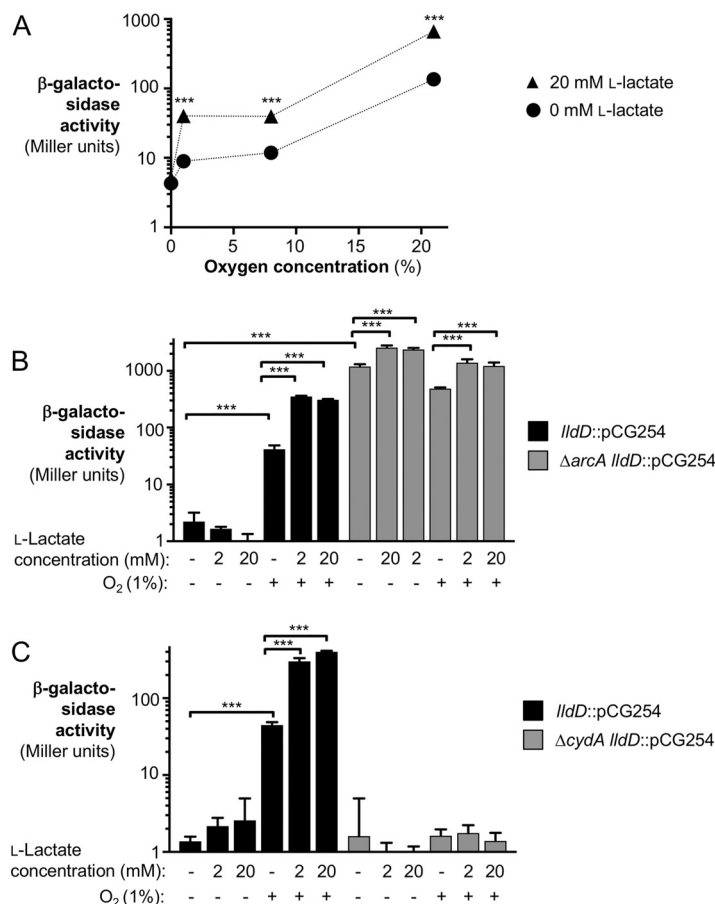 A
1000
***
β-galacto-
sidase
activity
(Miller units)
100
***
***
10
1
0
5
10
15
20
Oxygen concentration (%)
▲ 20 mM L-lactate
● 0 mM L-lactate
B
***
***
***
***
***
***
***
***
1000
100
10
1
β-galacto-
sidase
activity
(Miller units)
lldD::pCG254
ΔarcA lldD::pCG254
L-Lactate
concentration (mM): - 2 20 - 2 20 - 20 2 - 2 20
O2 (1%): - - - + + + - - - + + +
C
***
***
***
100
10
1
β-galacto-
sidase
activity
(Miller units)
lldD::pCG254
ΔcydA lldD::pCG254
L-Lactate
concentration (mM): - 2 20 - 2 20 - 2 20 - 2 20
O2 (1%): - - - + + + - - - + + +